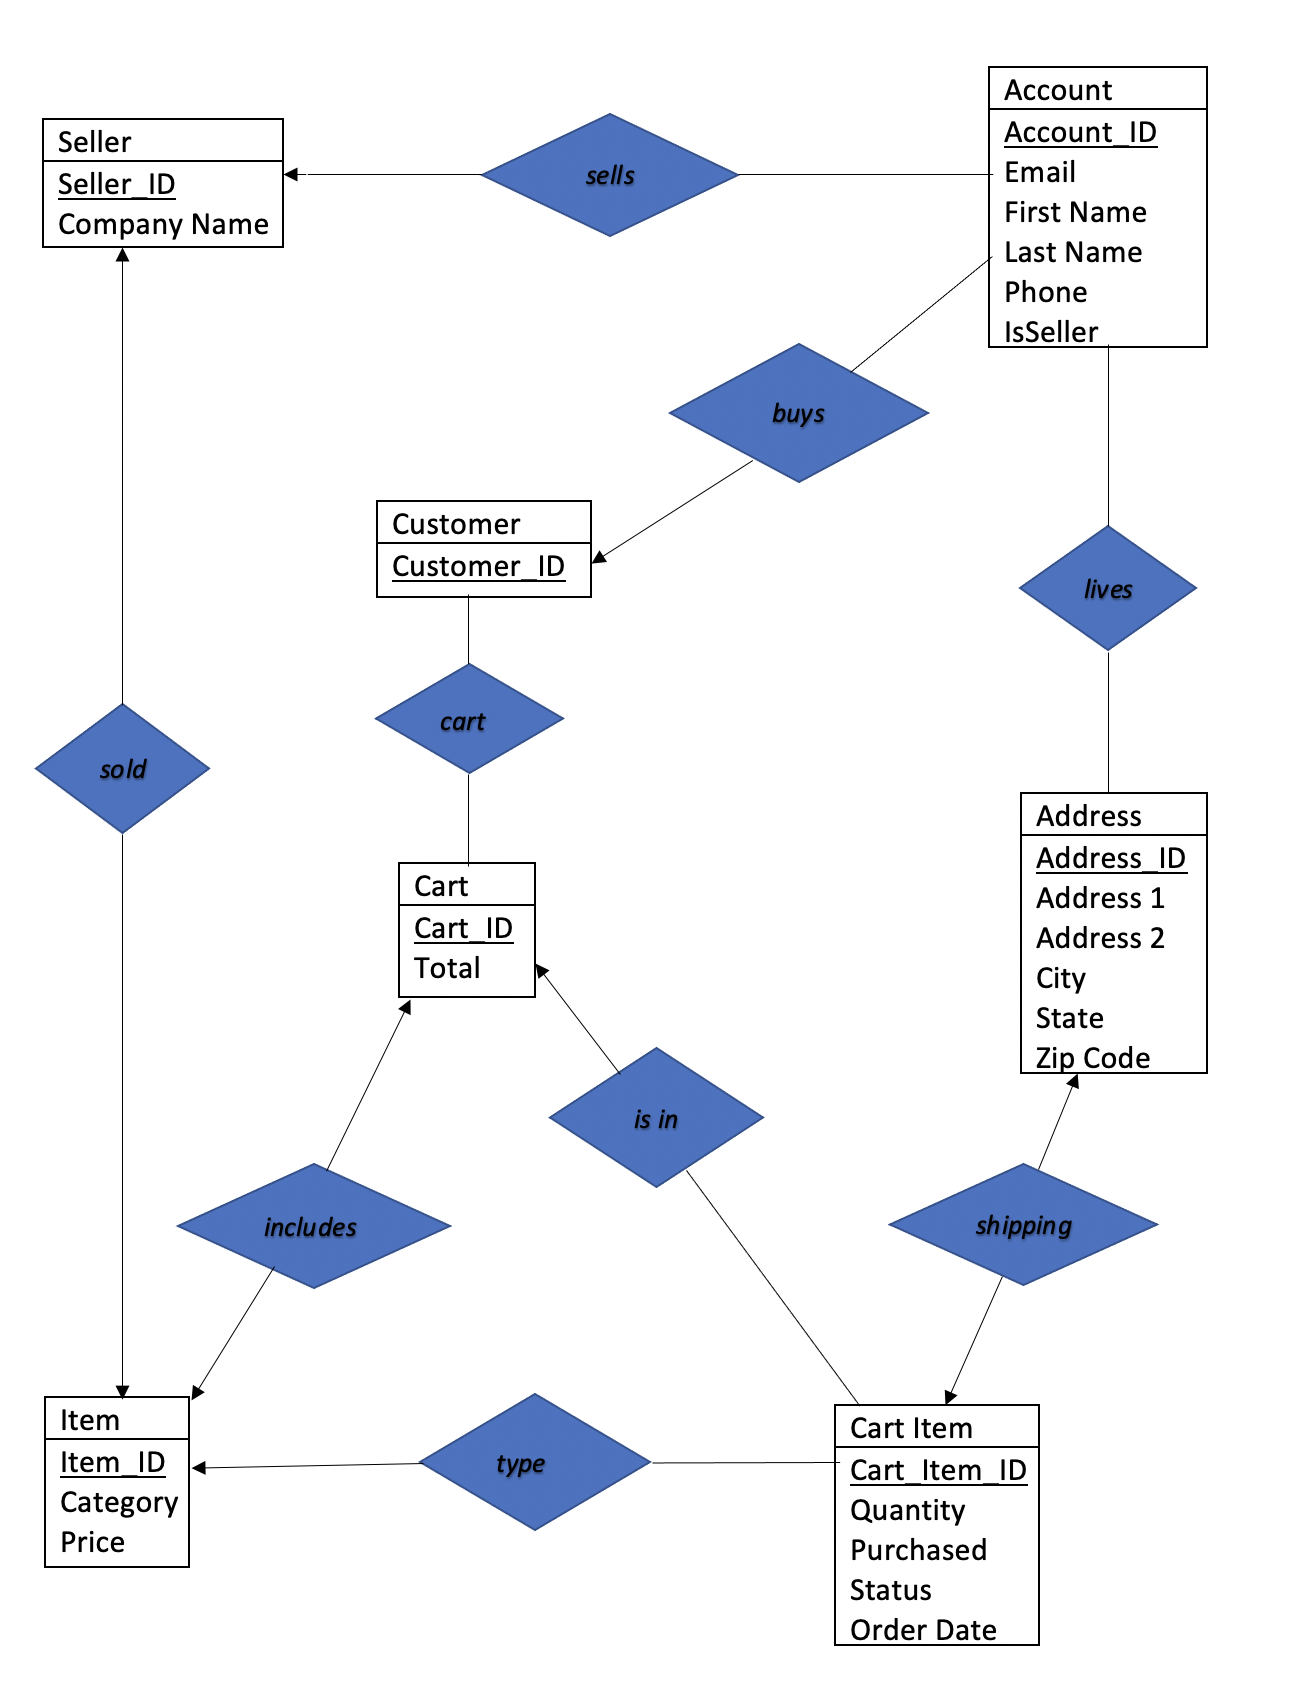 Account
Account_ID
Email
First Name
Last Name
Phone
IsSeller
Seller
Seller_ID
Company Name
sells
buys
Customer
Customer_ID
lives
cart
sold
Address
Address_ID
Address 1
Address 2
City
State
Zip Code
Cart
Cart_ID
Total
is in
includes
shipping
Item
Item_ID
Category
Price
type
Cart Item
Cart_Item_ID
Quantity
Purchased
Status
Order Date